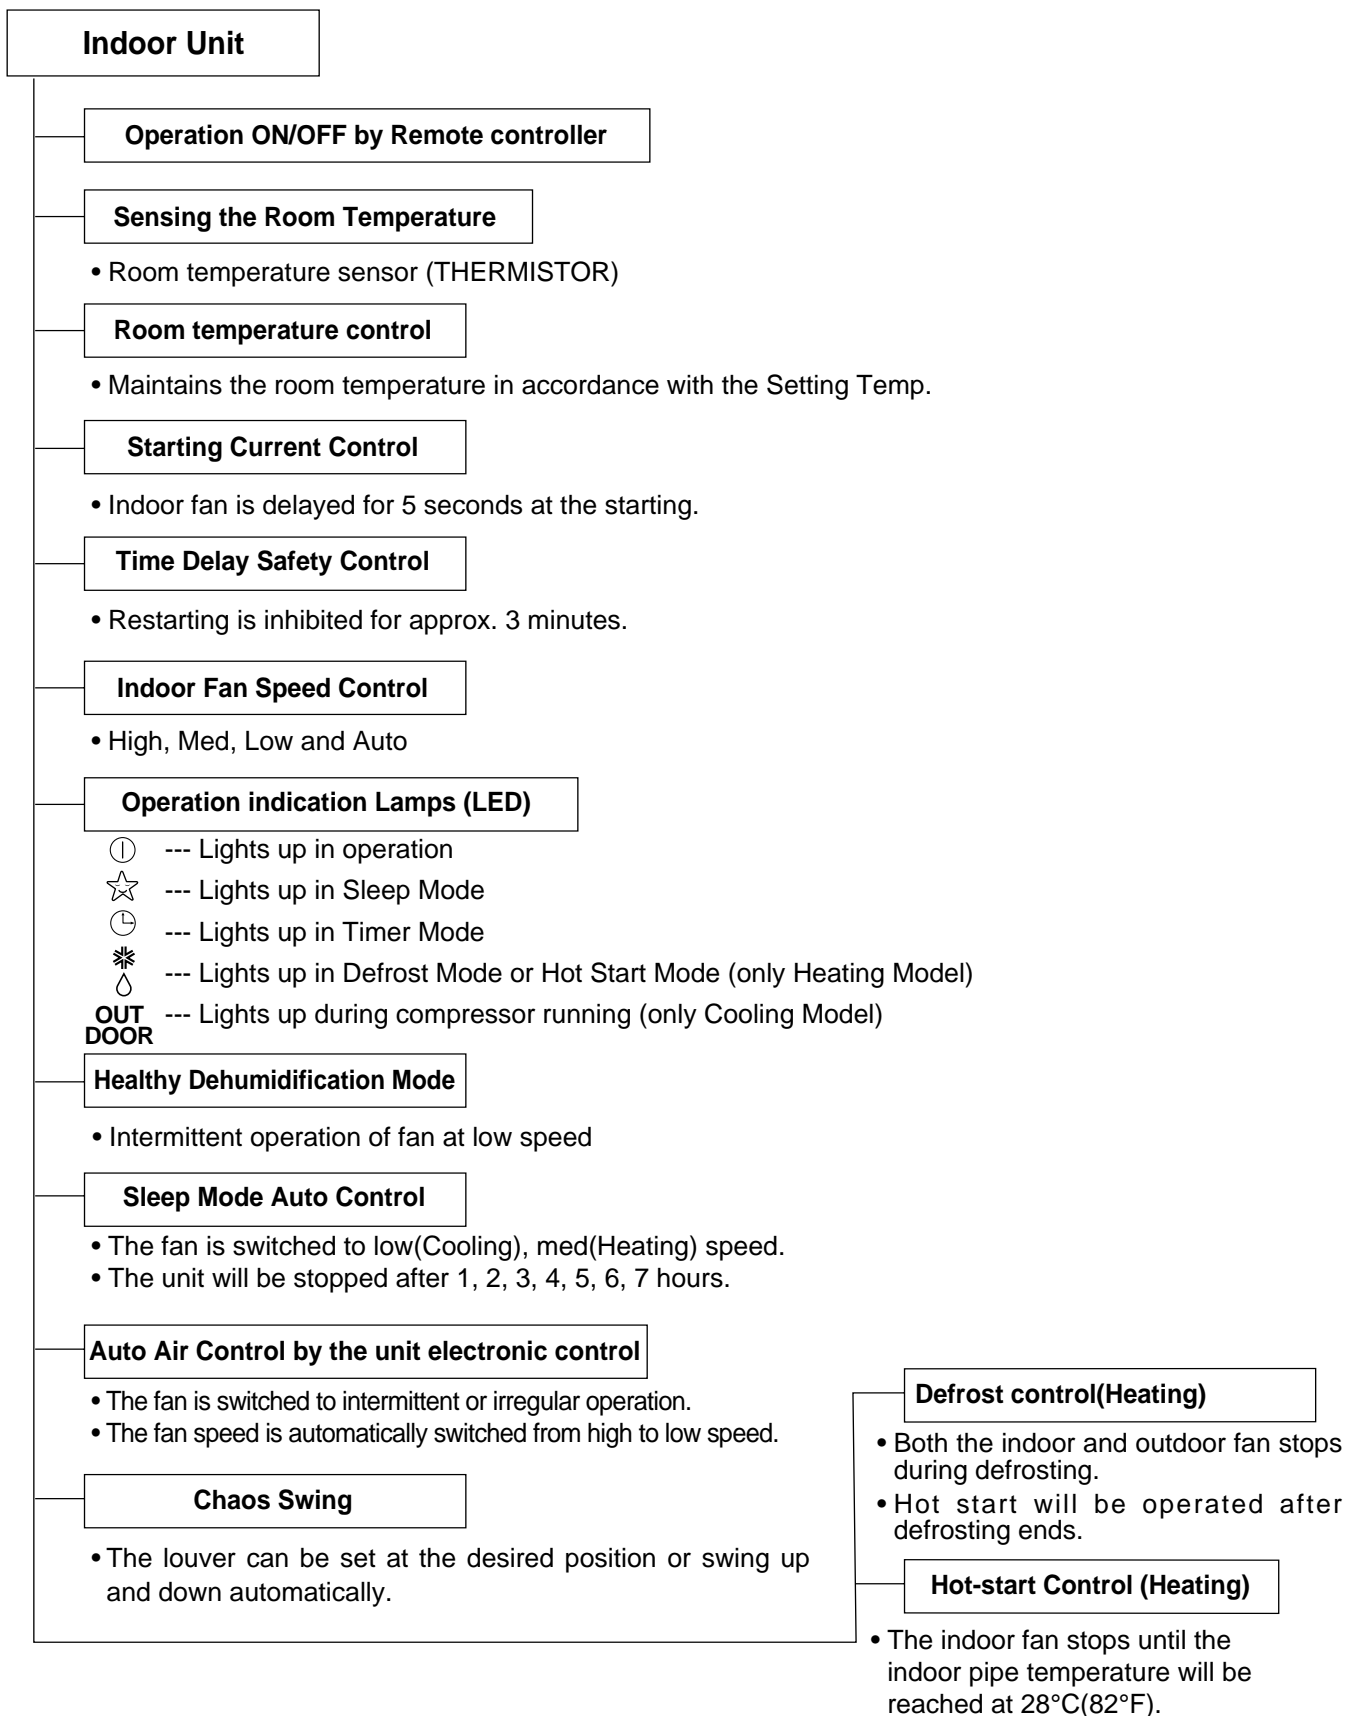 Indoor Unit
Operation ON/OFF by Remote controller
Sensing the Room Temperature
• Room temperature sensor (THERMISTOR)
Room temperature control
• Maintains the room temperature in accordance with the Setting Temp.
Starting Current Control
• Indoor fan is delayed for 5 seconds at the starting.
Time Delay Safety Control
• Restarting is inhibited for approx. 3 minutes.
Indoor Fan Speed Control
• High, Med, Low and Auto
Operation indication Lamps (LED)
--- Lights up in operation
--- Lights up in Sleep Mode
--- Lights up in Timer Mode
--- Lights up in Defrost Mode or Hot Start Mode (only Heating Model)
OUT DOOR --- Lights up during compressor running (only Cooling Model)
Healthy Dehumidification Mode
• Intermittent operation of fan at low speed
Sleep Mode Auto Control
• The fan is switched to low(Cooling), med(Heating) speed.
• The unit will be stopped after 1, 2, 3, 4, 5, 6, 7 hours.
Auto Air Control by the unit electronic control
• The fan is switched to intermittent or irregular operation.
• The fan speed is automatically switched from high to low speed.
Chaos Swing
• The louver can be set at the desired position or swing up
and down automatically.
Defrost control(Heating)
• Both the indoor and outdoor fan stops
during defrosting.
• Hot start will be operated after
defrosting ends.
Hot-start Control (Heating)
• The indoor fan stops until the
indoor pipe temperature will be
reached at 28°C(82°F).